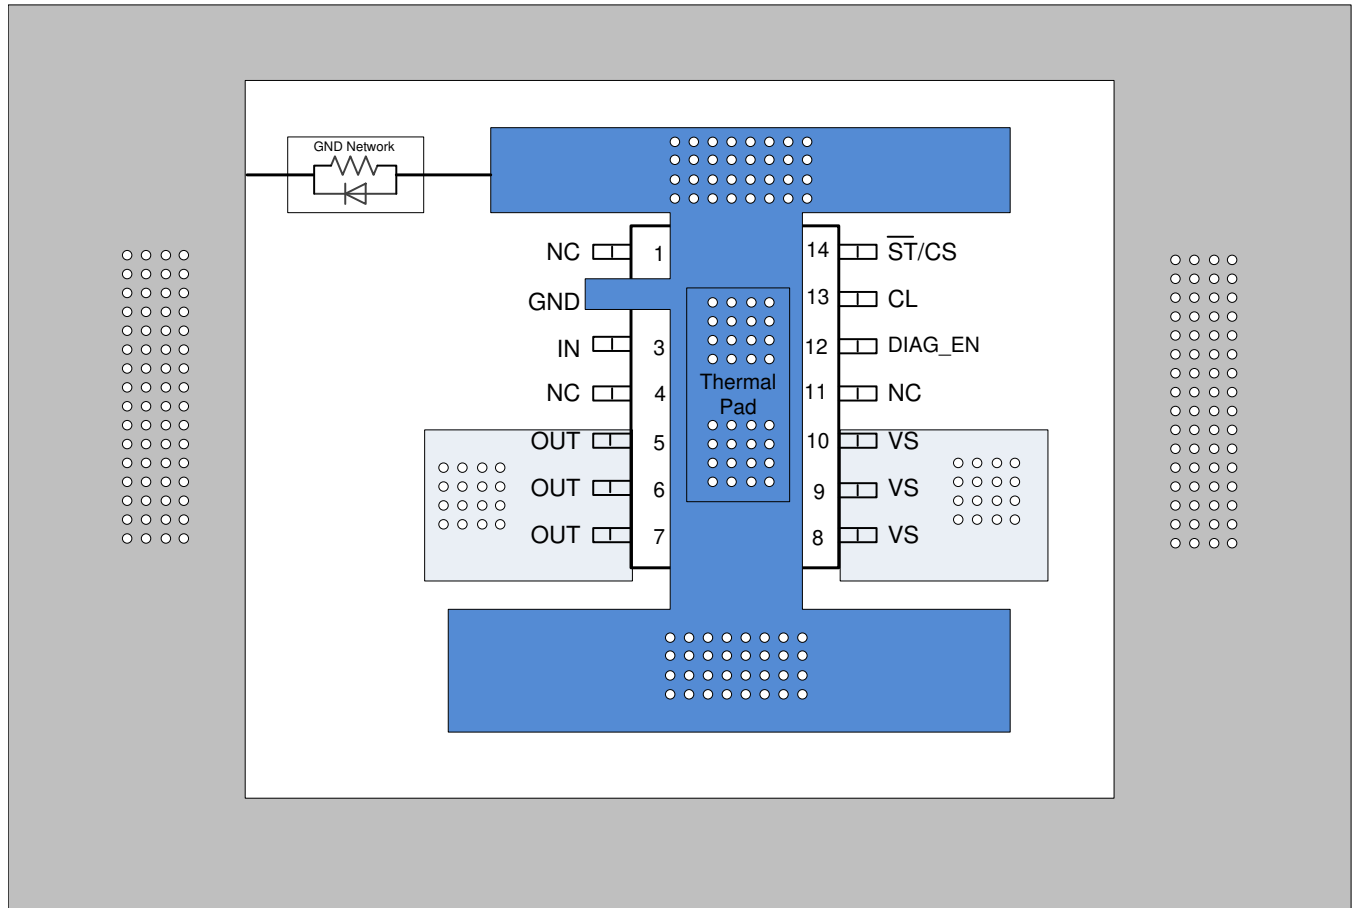 GND Network
NC 1 14 S̅T̅/CS
GND 13 CL
IN 3 12 DIAG_EN
NC 4 Thermal 11 NC
Pad
OUT 5 10 VS
OUT 6 9 VS
OUT 7 8 VS